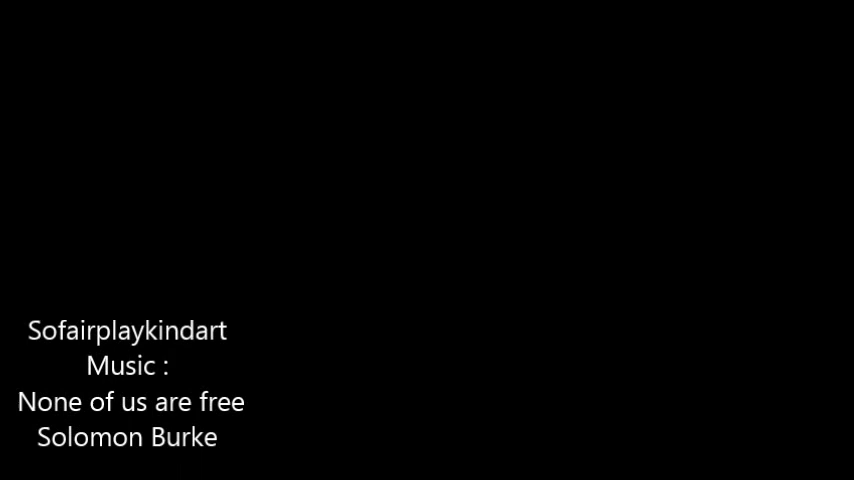 Sofairplaykindart
Music :
None of us are free
Solomon Burke